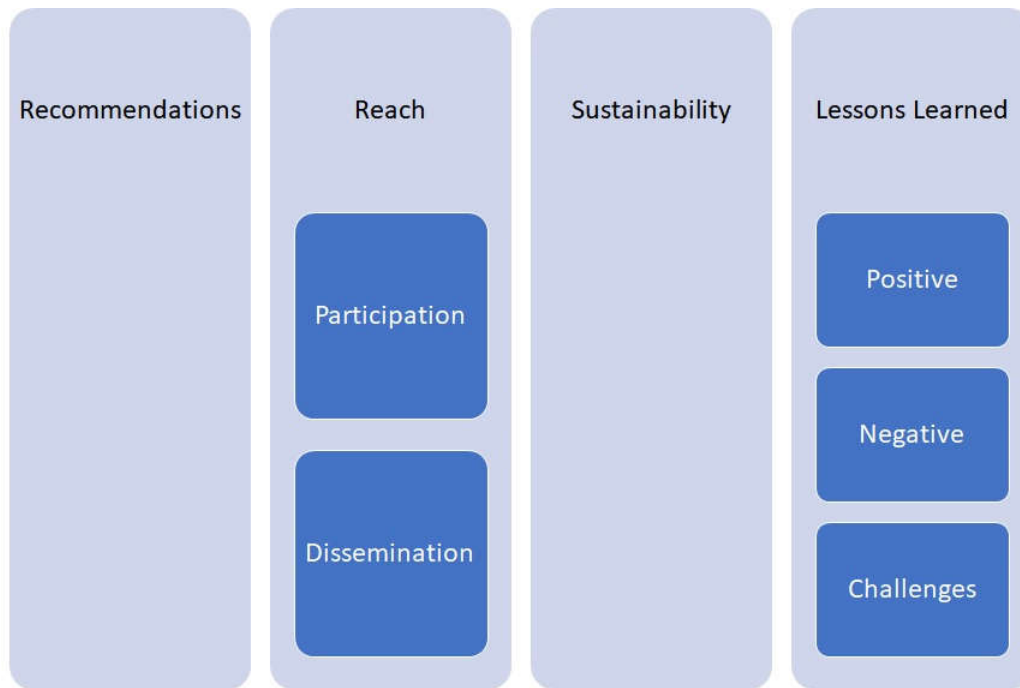 Recommendations
Reach
Participation
Dissemination
Sustainability
Lessons Learned
Positive
Negative
Challenges